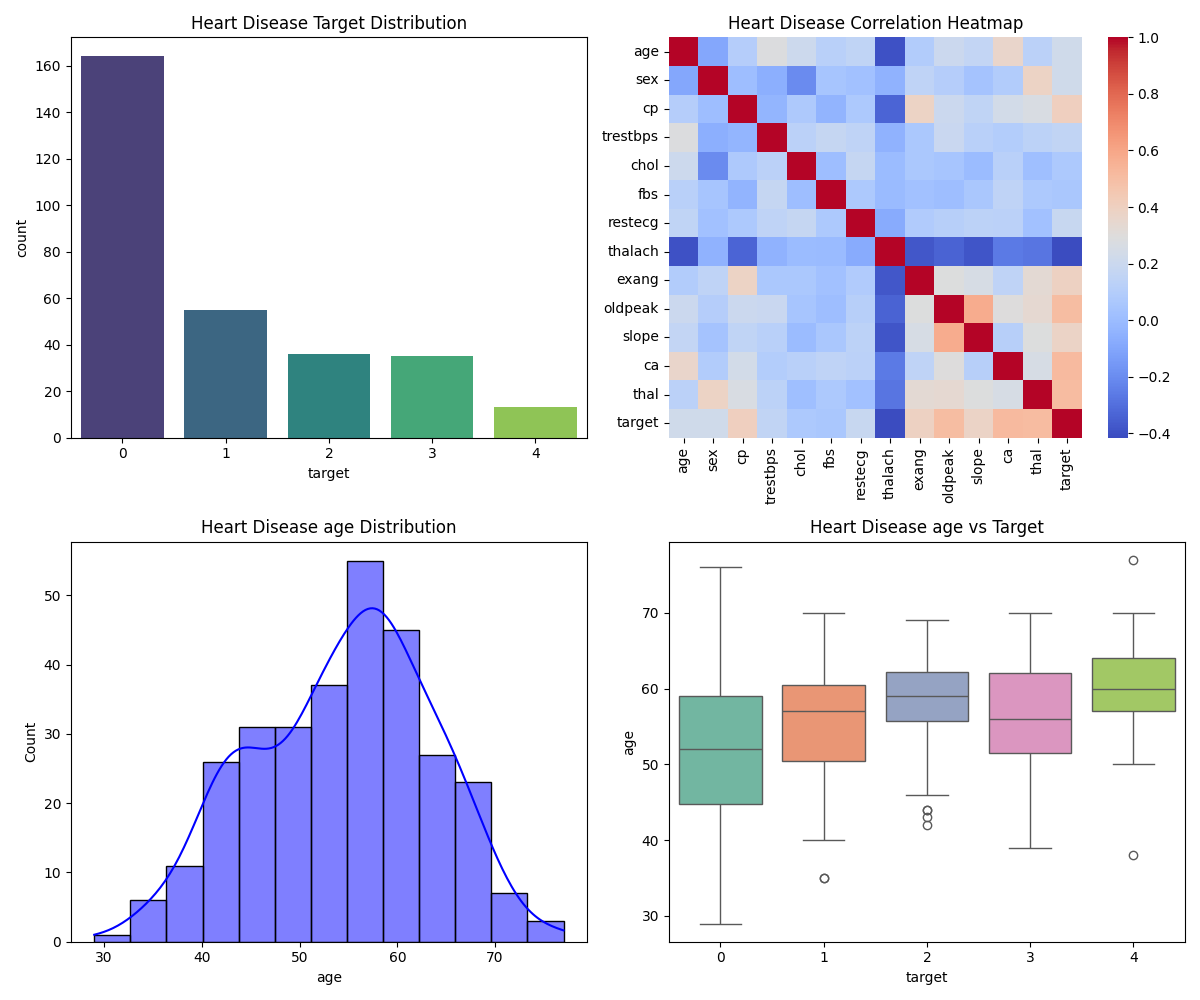 Heart Disease Target Distribution
160
140
120
100
80
60
40
20
0
count
0 1 2 3 4
target
Heart Disease Correlation Heatmap
age
sex
cp
trestbps
chol
fbs
restecg
thalach
exang
oldpeak
slope
ca
thal
target
age sex cp trestbps chol fbs restecg thalach exang oldpeak slope ca thal target
1.0
0.8
0.6
0.4
0.2
0.0
−0.2
−0.4
Heart Disease age Distribution
50
40
30
20
10
0
Count
30 40 50 60 70
age
Heart Disease age vs Target
70
60
50
40
30
age
0 1 2 3 4
target